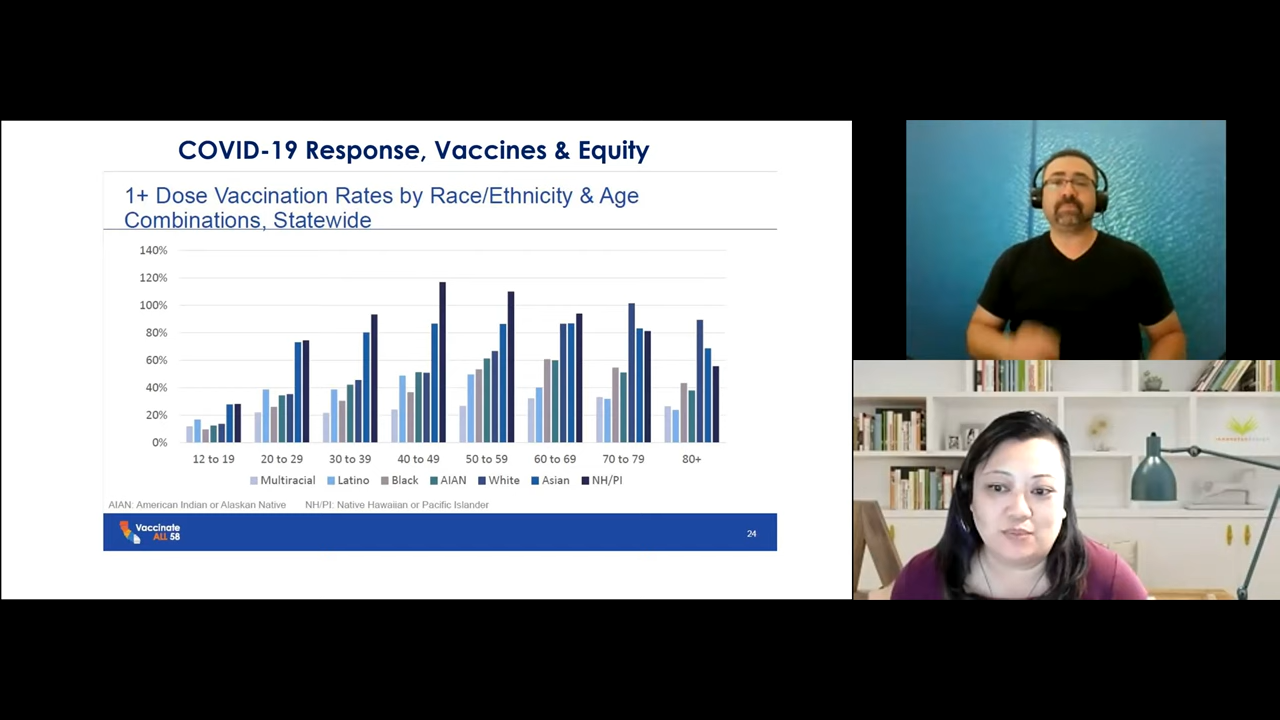 COVID-19 Response, Vaccines & Equity
1+ Dose Vaccination Rates by Race/Ethnicity & Age
Combinations, Statewide
140%
120%
100%
80%
60%
40%
20%
0%
12 to 19 20 to 29 30 to 39 40 to 49 50 to 59 60 to 69 70 to 79 80+
Multiracial Latino Black AIAN White Asian NH/PI
AIAN: American Indian or Alaskan Native NH/PI: Native Hawaiian or Pacific Islander
Vaccinate
ALL 58
24